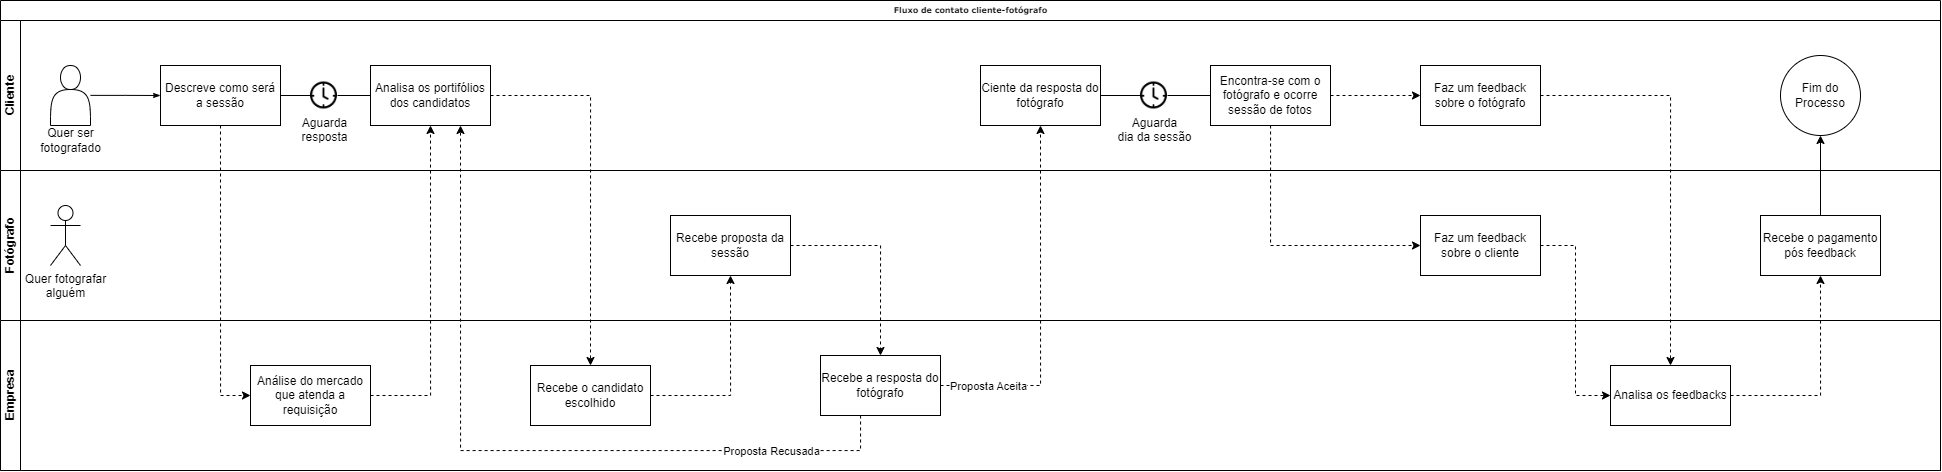 Fluxo de contato cliente-fotógrafo
Cliente
Quer ser
fotografado
Descreve como será
a sessão
Aguarda
resposta
Analisa os portifólios
dos candidatos
Ciente da resposta do
fotógrafo
Aguarda
dia da sessão
Encontra-se com o
fotógrafo e ocorre
sessão de fotos
Faz um feedback
sobre o fotógrafo
Fim do
Processo
Fotógrafo
Quer fotografar
alguém
Recebe proposta da
sessão
Faz um feedback
sobre o cliente
Recebe o pagamento
pós feedback
Empresa
Análise do mercado
que atenda a
requisição
Recebe o candidato
escolhido
Recebe a resposta do
fotógrafo
Proposta Aceita
Proposta Recusada
Analisa os feedbacks